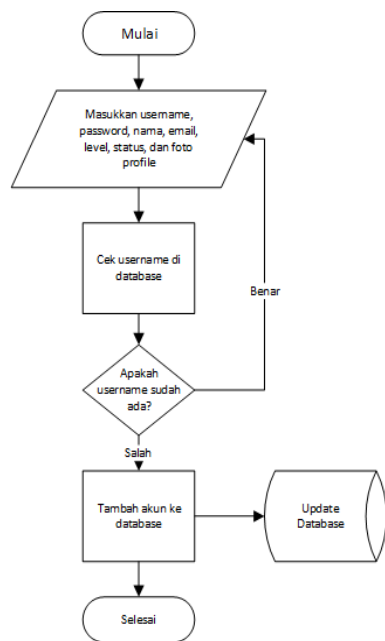 Mulai
Masukkan username,
password, nama, email,
level, status, dan foto
profile
Cek username di
database
Benar
Apakah
username sudah
ada?
Salah
Tambah akun ke
database
Update
Database
Selesai